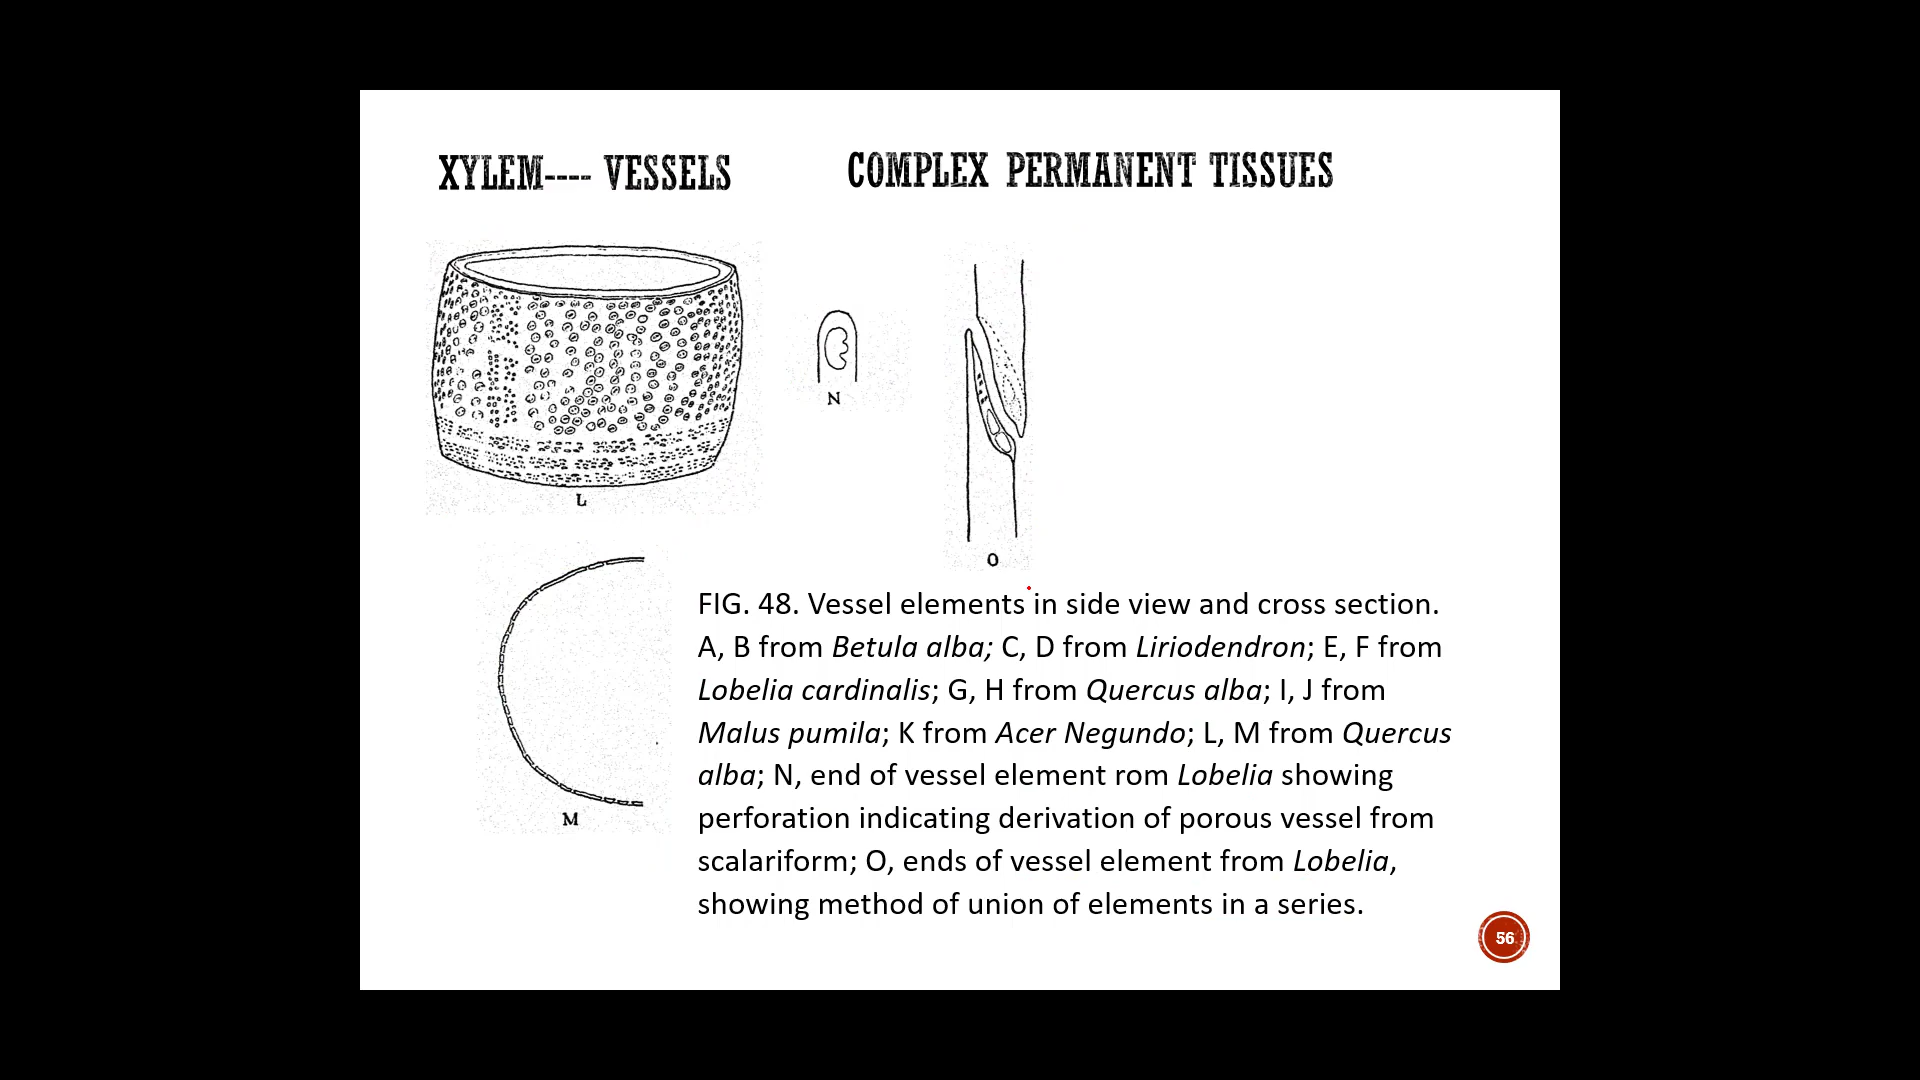 XYLEM---- VESSELS
COMPLEX PERMANENT TISSUES
L
N
O
M
FIG. 48. Vessel elements in side view and cross section.
A, B from Betula alba; C, D from Liriodendron; E, F from
Lobelia cardinalis; G, H from Quercus alba; I, J from
Malus pumila; K from Acer Negundo; L, M from Quercus
alba; N, end of vessel element rom Lobelia showing
perforation indicating derivation of porous vessel from
scalariform; O, ends of vessel element from Lobelia,
showing method of union of elements in a series.
56